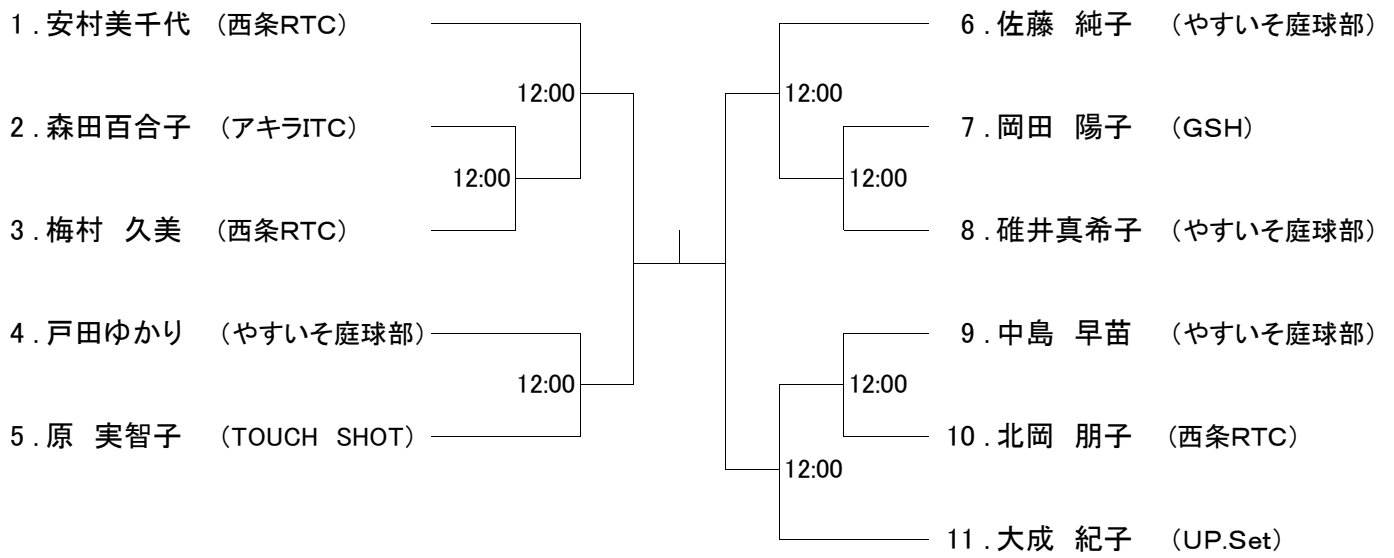 1．安村美千代　（西条RTC）
12:00
2．森田百合子　（アキラITC）
12:00
3．梅村　久美　（西条RTC）
4．戸田ゆかり　（やすいそ庭球部）
12:00
5．原　実智子　（TOUCH　SHOT）
6．佐藤　純子　（やすいそ庭球部）
12:00
7．岡田　陽子　（GSH）
12:00
8．碓井真希子　（やすいそ庭球部）
9．中島　早苗　（やすいそ庭球部）
12:00
10．北岡　朋子　（西条RTC）
12:00
11．大成　紀子　（UP.Set）